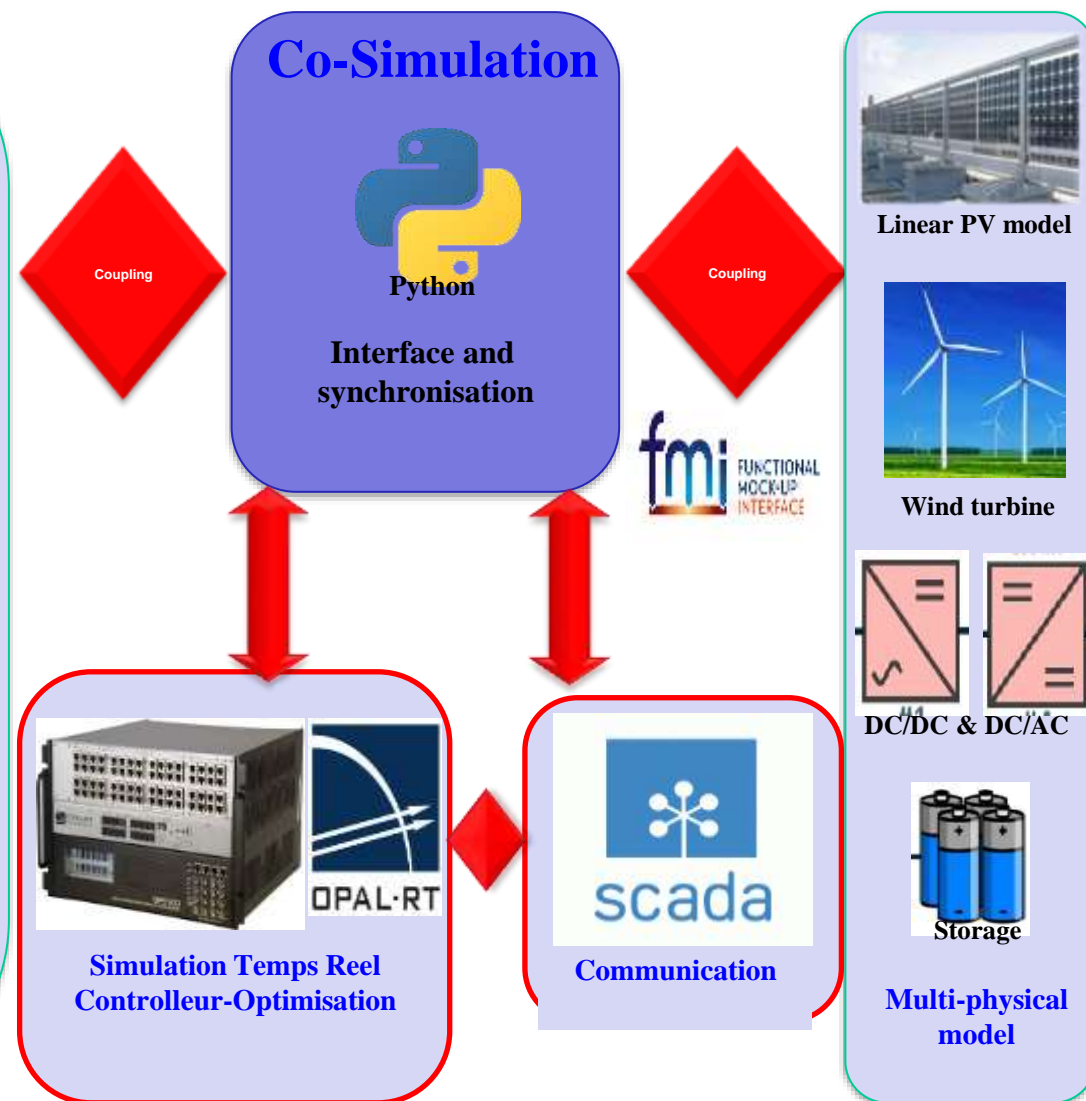 Co-Simulation
Python
Interface and
synchronisation
Coupling
Coupling
fmi FUNCTIONAL
MOCK-UP
INTERFACE
Linear PV model
Wind turbine
DC/DC & DC/AC
Storage
Multi-physical
model
OPAL-RT
Simulation Temps Reel
Controlleur-Optimisation
scada
Communication